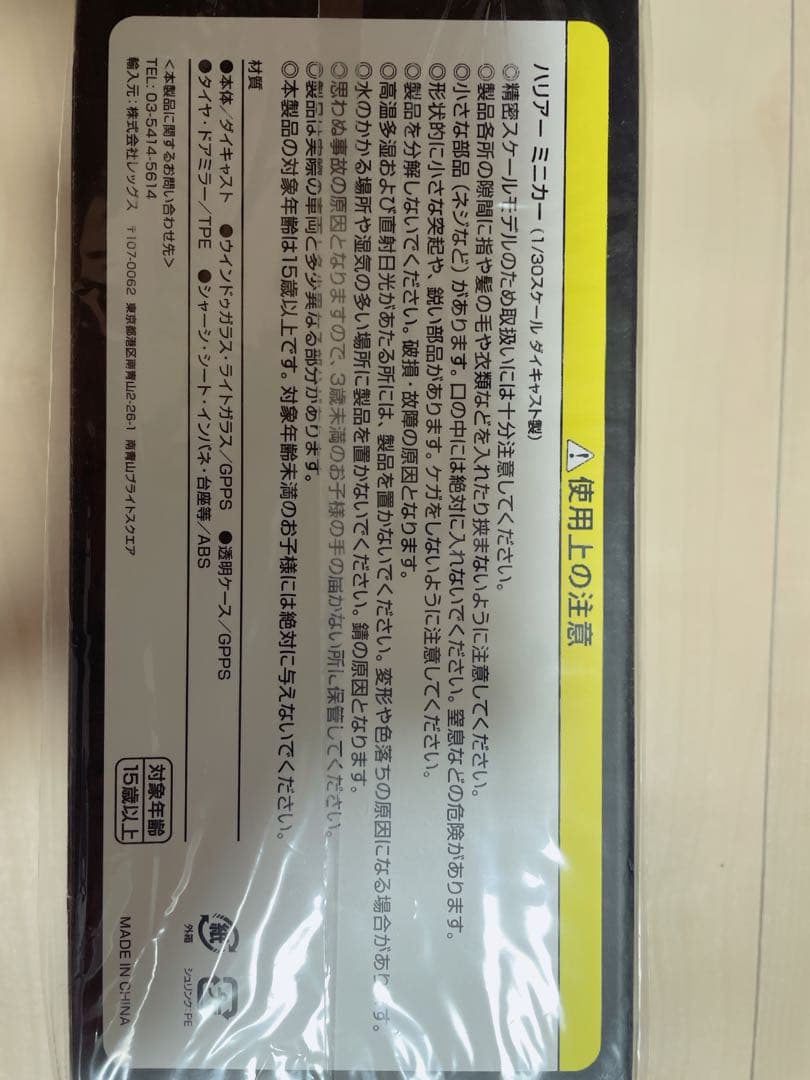 ⚠使用上の注意
ハリアー ミニカー(1/30スケール ダイキャスト製)
◎精密スケールモデルのため取扱いには十分注意してください。
◎製品各所の隙間に指や髪の毛や衣類などを入れたり挟まないように注意してください。
◎小さな部品(ネジなど)があります。口の中には絶対に入れないでください。窒息などの危険があります。
◎形状的に小さな突起や、鋭い部品があります。ケガをしないように注意してください。
◎製品を分解しないでください。破損・故障の原因となります。
◎高温多湿および直射日光があたる所には、製品を置かないでください。変形や色落ちの原因になる場合があります。
◎水のかかる場所や湿気の多い場所に製品を置かないでください。錆の原因となります。
◎思わぬ事故の原因となりますので、3歳未満のお子様の手の届かない所に保管してください。
◎製品は実際の車両と多少異なる部分があります。
◎本製品の対象年齢は15歳以上です。対象年齢未満のお子様には絶対に与えないでください。
材質
●本体/ダイキャスト ●ウインドゥガラス・ライトガラス/GPPS ●透明ケース/GPPS
●タイヤ・ドアミラー/TPE ●シャーシ・シート・インパネ・台座等/ABS
<本製品に関するお問い合わせ先>
TEL: 03-5414-5614
輸入元:株式会社レッグス 〒107-0062 東京都港区南青山2-26-1 南青山ブライトスクエア
対象年齢
15歳以上
紙
外箱
プラ
シュリンク:PE
MADE IN CHINA